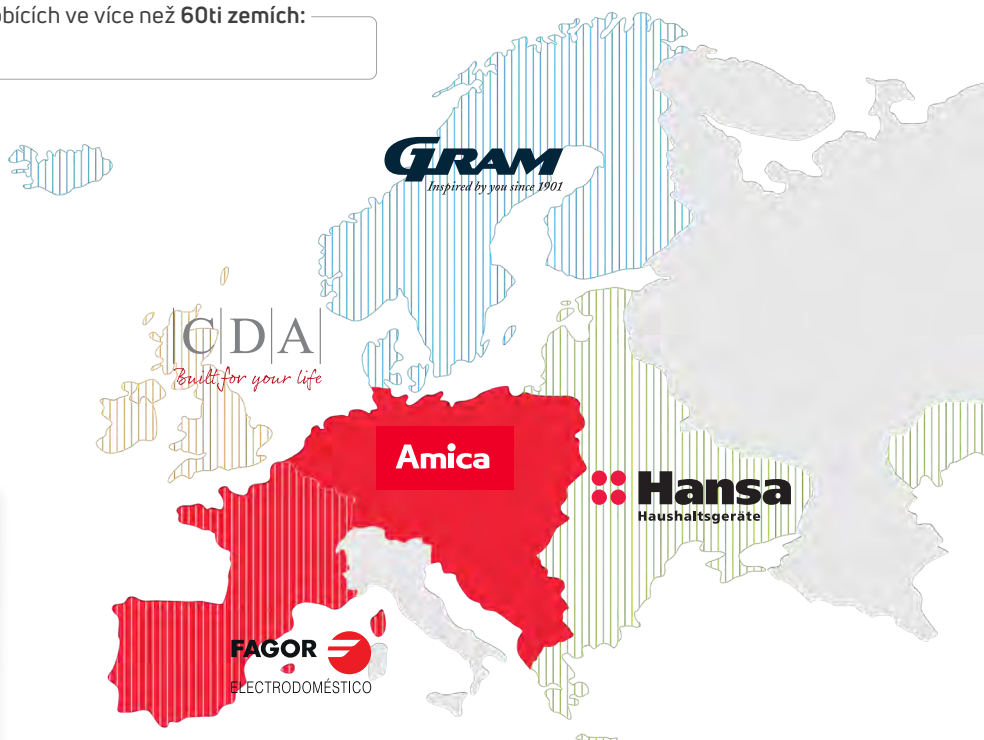 obících ve více než 60ti zemích:
GRAM
Inspired by you since 1901
CDA
Built for your life
Amica
Hansa
Haushaltsgeräte
FAGOR
ELECTRODOMÉSTICO